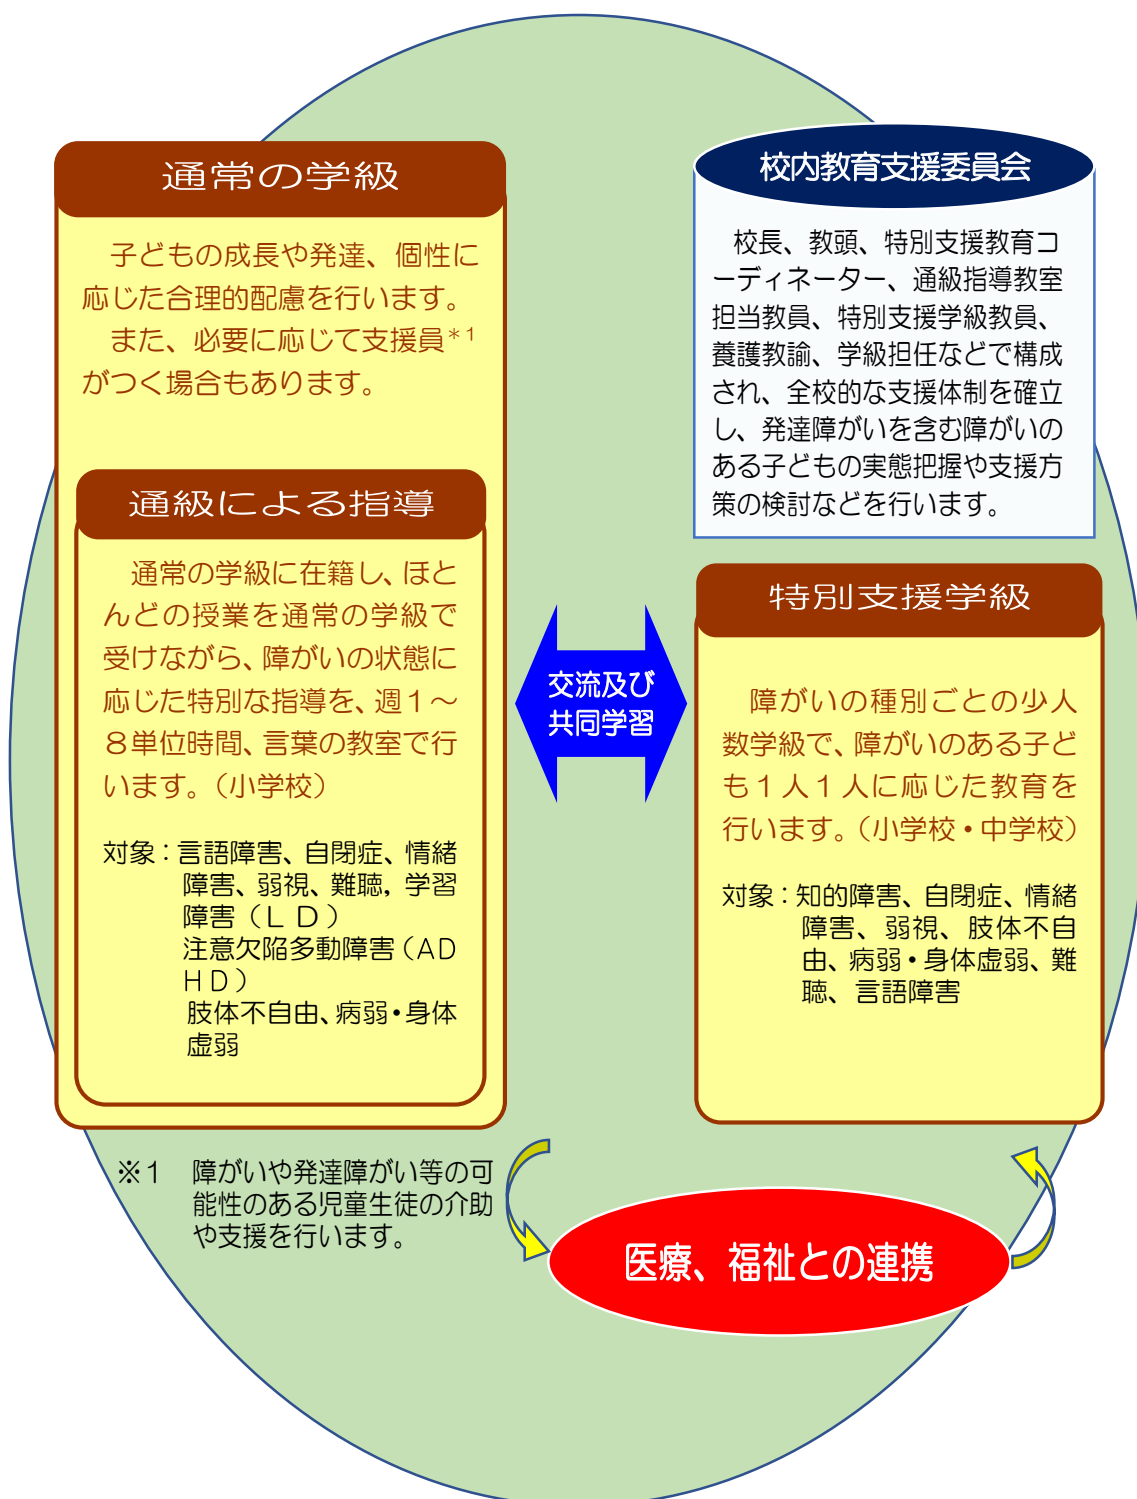 通常の学級
子どもの成長や発達、個性に
応じた合理的配慮を行います。
また、必要に応じて支援員＊１
がつく場合もあります。
通級による指導
通常の学級に在籍し、ほと
んどの授業を通常の学級で
受けながら、障がいの状態に
応じた特別な指導を、週１～
８単位時間、言葉の教室で行
います。（小学校）
対象：言語障害、自閉症、情緒
障害、弱視、難聴，学習
障害（ＬＤ）
注意欠陥多動障害（AD
ＨＤ）
肢体不自由、病弱・身体
虚弱
校内教育支援委員会
校長、教頭、特別支援教育コ
ーディネーター、通級指導教室
担当教員、特別支援学級教員、
養護教諭、学級担任などで構成
され、全校的な支援体制を確立
し、発達障がいを含む障がいの
ある子どもの実態把握や支援方
策の検討などを行います。
交流及び
共同学習
特別支援学級
障がいの種別ごとの少人
数学級で、障がいのある子ど
も１人１人に応じた教育を
行います。（小学校・中学校）
対象：知的障害、自閉症、情緒
障害、弱視、肢体不自
由、病弱・身体虚弱、難
聴、言語障害
※１　障がいや発達障がい等の可
能性のある児童生徒の介助
や支援を行います。
医療、福祉との連携